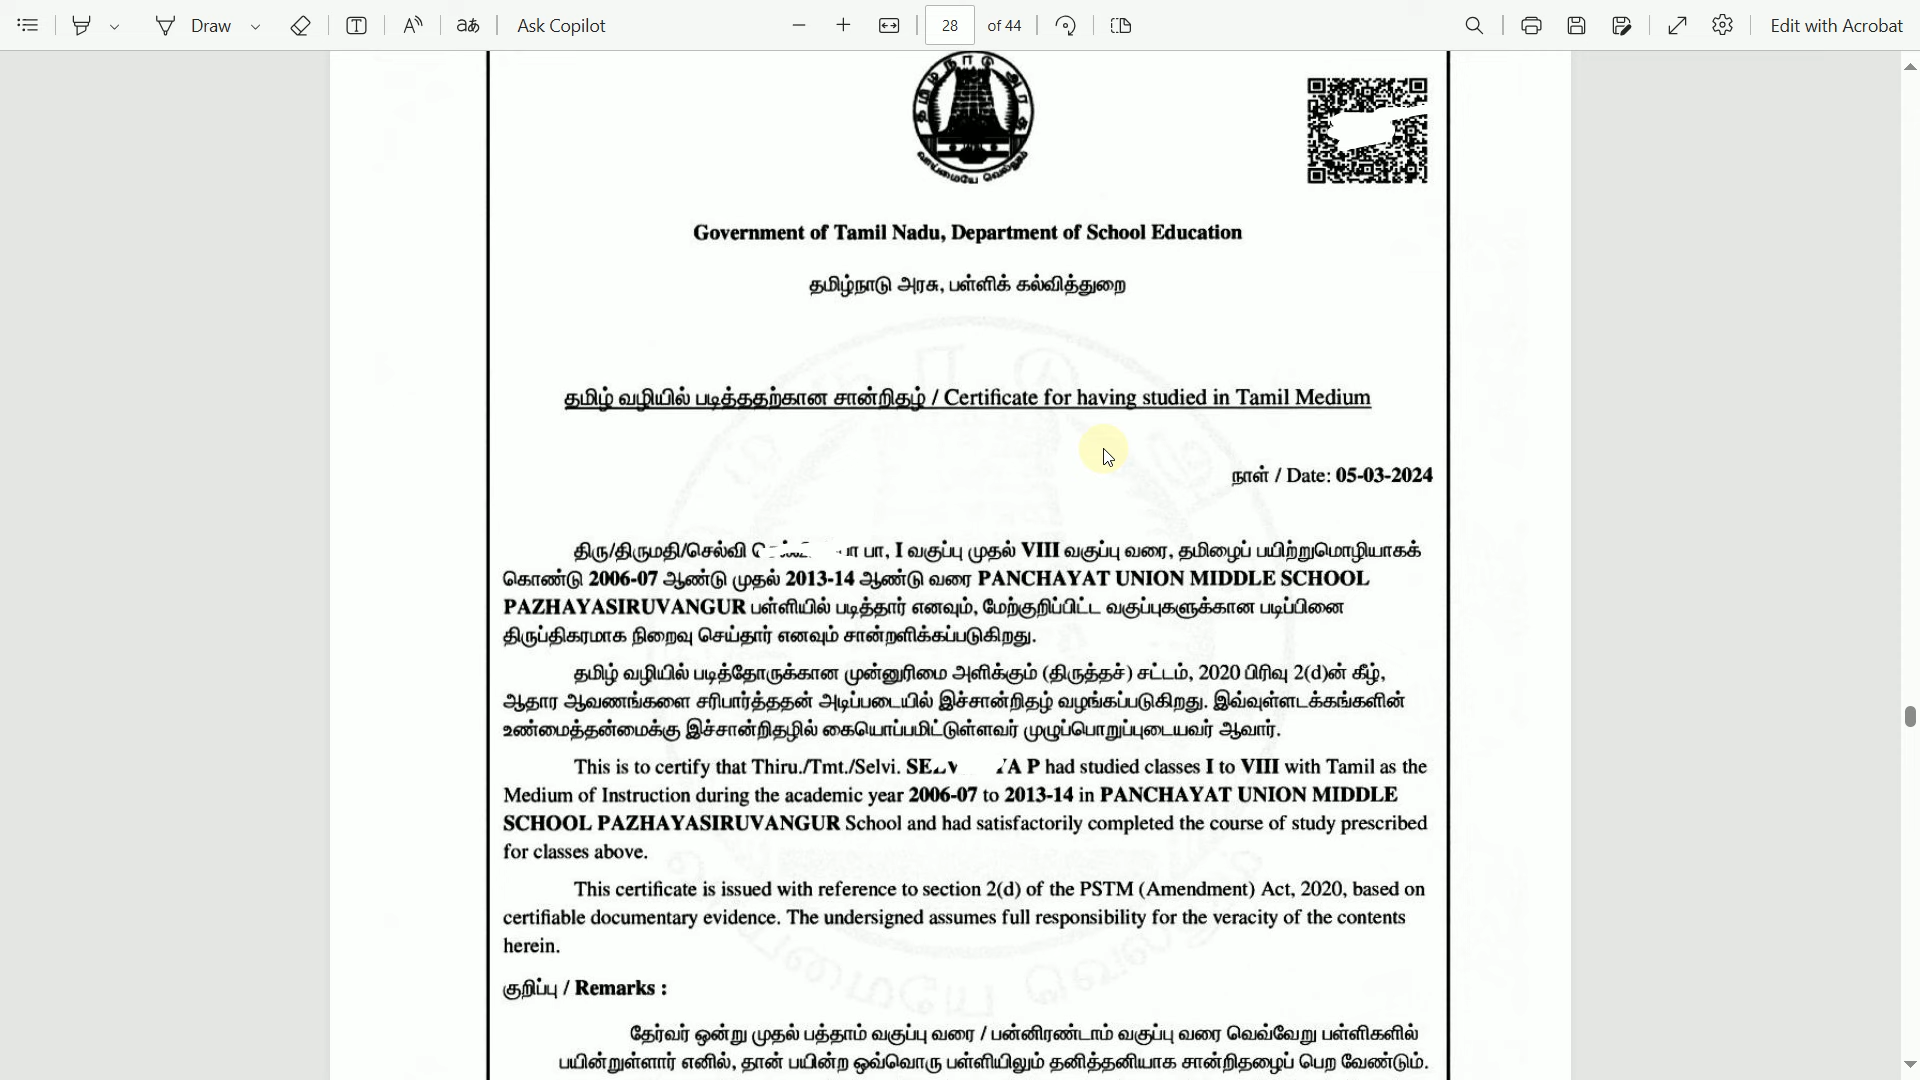 Draw
Ask Copilot
28 of 44
Edit with Acrobat
தமிழ்நாடு அரசு
வாய்மையே வெல்லும்
Government of Tamil Nadu, Department of School Education
தமிழ்நாடு அரசு, பள்ளிக் கல்வித்துறை
தமிழ் வழியில் படித்ததற்கான சான்றிதழ் / Certificate for having studied in Tamil Medium
நாள் / Date: 05-03-2024
திரு/திருமதி/செல்வி பா, I வகுப்பு முதல் VIII வகுப்பு வரை, தமிழைப் பயிற்றுமொழியாகக்
கொண்டு 2006-07 ஆண்டு முதல் 2013-14 ஆண்டு வரை PANCHAYAT UNION MIDDLE SCHOOL
PAZHAYASIRUVANGUR பள்ளியில் படித்தார் எனவும், மேற்குறிப்பிட்ட வகுப்புகளுக்கான படிப்பினை
திருப்திகரமாக நிறைவு செய்தார் எனவும் சான்றளிக்கப்படுகிறது.
தமிழ் வழியில் படித்தோருக்கான முன்னுரிமை அளிக்கும் (திருத்தச்) சட்டம், 2020 பிரிவு 2(d)ன் கீழ்,
ஆதார ஆவணங்களை சரிபார்த்ததன் அடிப்படையில் இச்சான்றிதழ் வழங்கப்படுகிறது. இவ்வுள்ளடக்கங்களின்
உண்மைத்தன்மைக்கு இச்சான்றிதழில் கையொப்பமிட்டுள்ளவர் முழுப்பொறுப்புடையவர் ஆவார்.
This is to certify that Thiru./Tmt./Selvi. P had studied classes I to VIII with Tamil as the
Medium of Instruction during the academic year 2006-07 to 2013-14 in PANCHAYAT UNION MIDDLE
SCHOOL PAZHAYASIRUVANGUR School and had satisfactorily completed the course of study prescribed
for classes above.
This certificate is issued with reference to section 2(d) of the PSTM (Amendment) Act, 2020, based on
certifiable documentary evidence. The undersigned assumes full responsibility for the veracity of the contents
herein.
குறிப்பு / Remarks :
தேர்வர் ஒன்று முதல் பத்தாம் வகுப்பு வரை / பன்னிரண்டாம் வகுப்பு வரை வெவ்வேறு பள்ளிகளில்
பயின்றுள்ளார் எனில், தான் பயின்ற ஒவ்வொரு பள்ளியிலும் தனித்தனியாக சான்றிதழைப் பெற வேண்டும்.